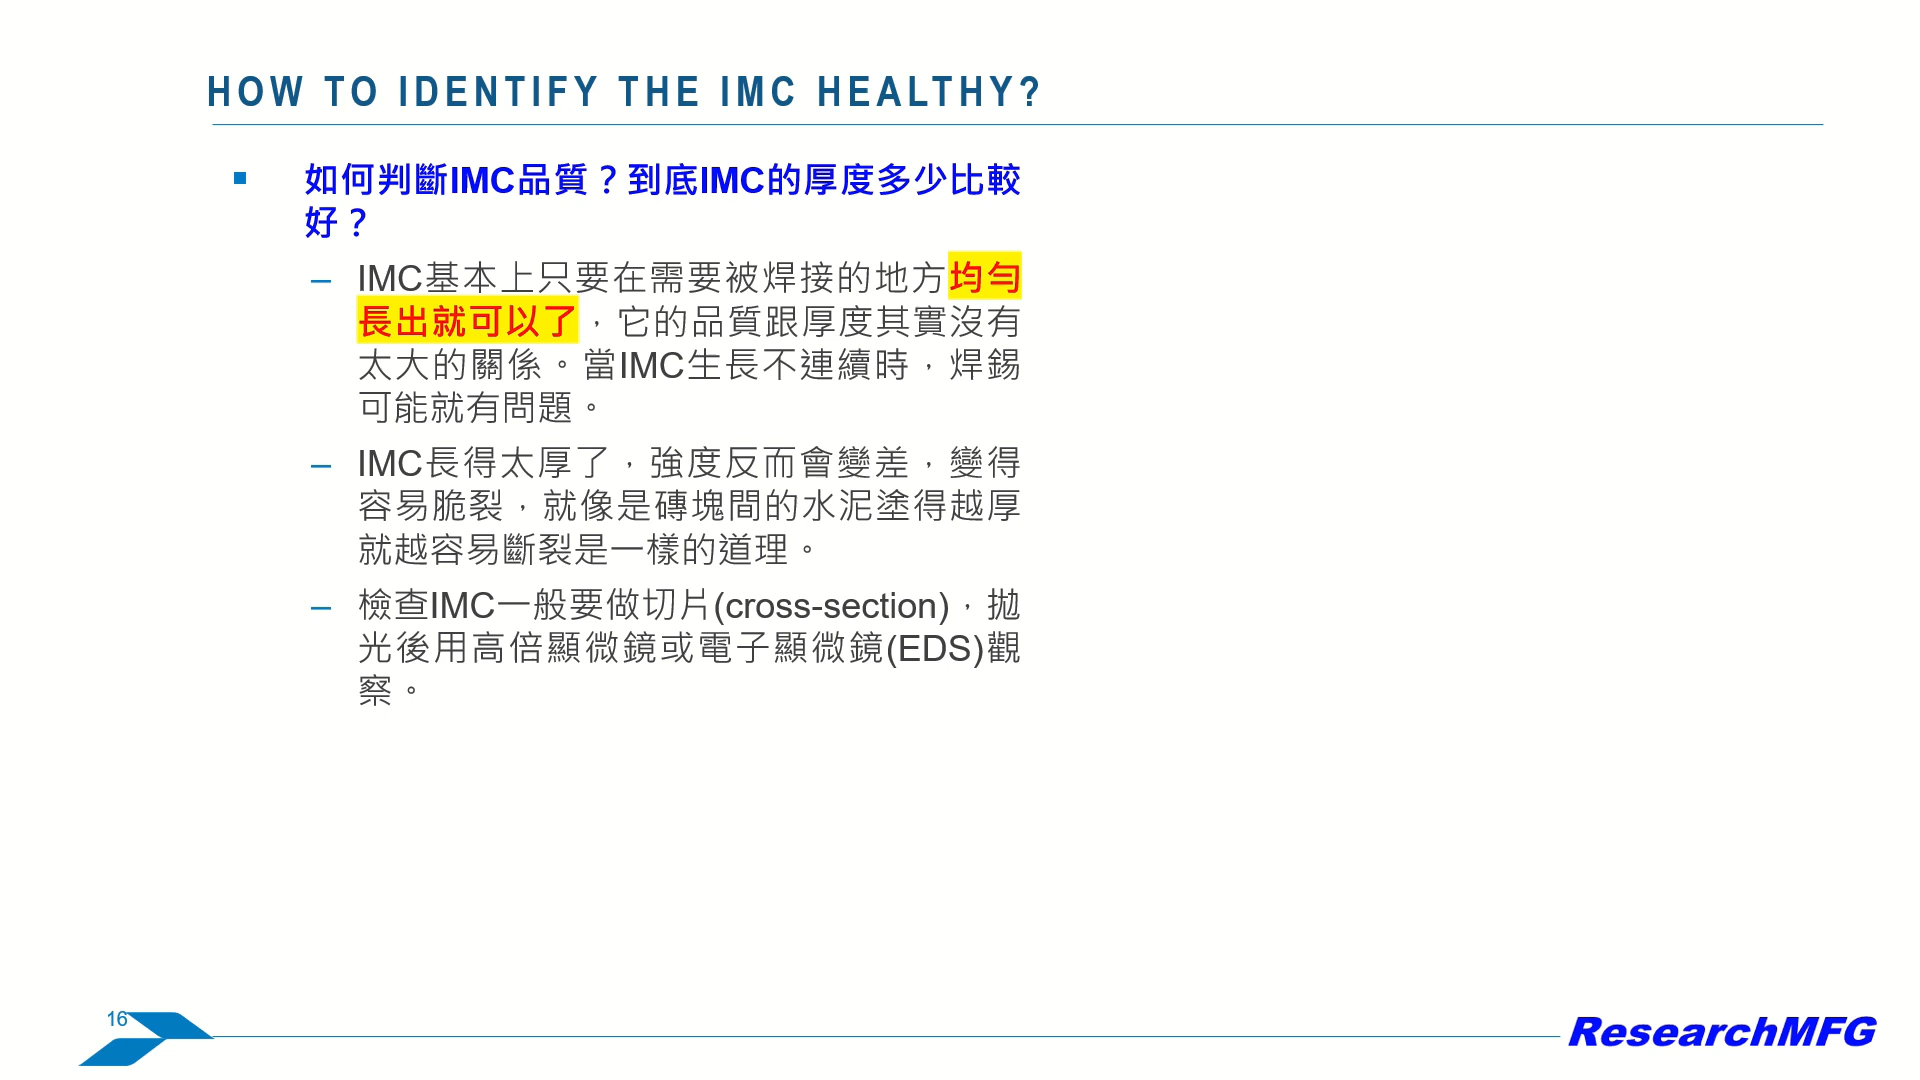 HOW TO IDENTIFY THE IMC HEALTHY?
如何判斷IMC品質？到底IMC的厚度多少比較
好？
– IMC基本上只要在需要被焊接的地方均勻
長出就可以了，它的品質跟厚度其實沒有
太大的關係。當IMC生長不連續時，焊錫
可能就有問題。
– IMC長得太厚了，強度反而會變差，變得
容易脆裂，就像是磚塊間的水泥塗得越厚
就越容易斷裂是一樣的道理。
– 檢查IMC一般要做切片(cross-section)，拋
光後用高倍顯微鏡或電子顯微鏡(EDS)觀
察。
16
ResearchMFG